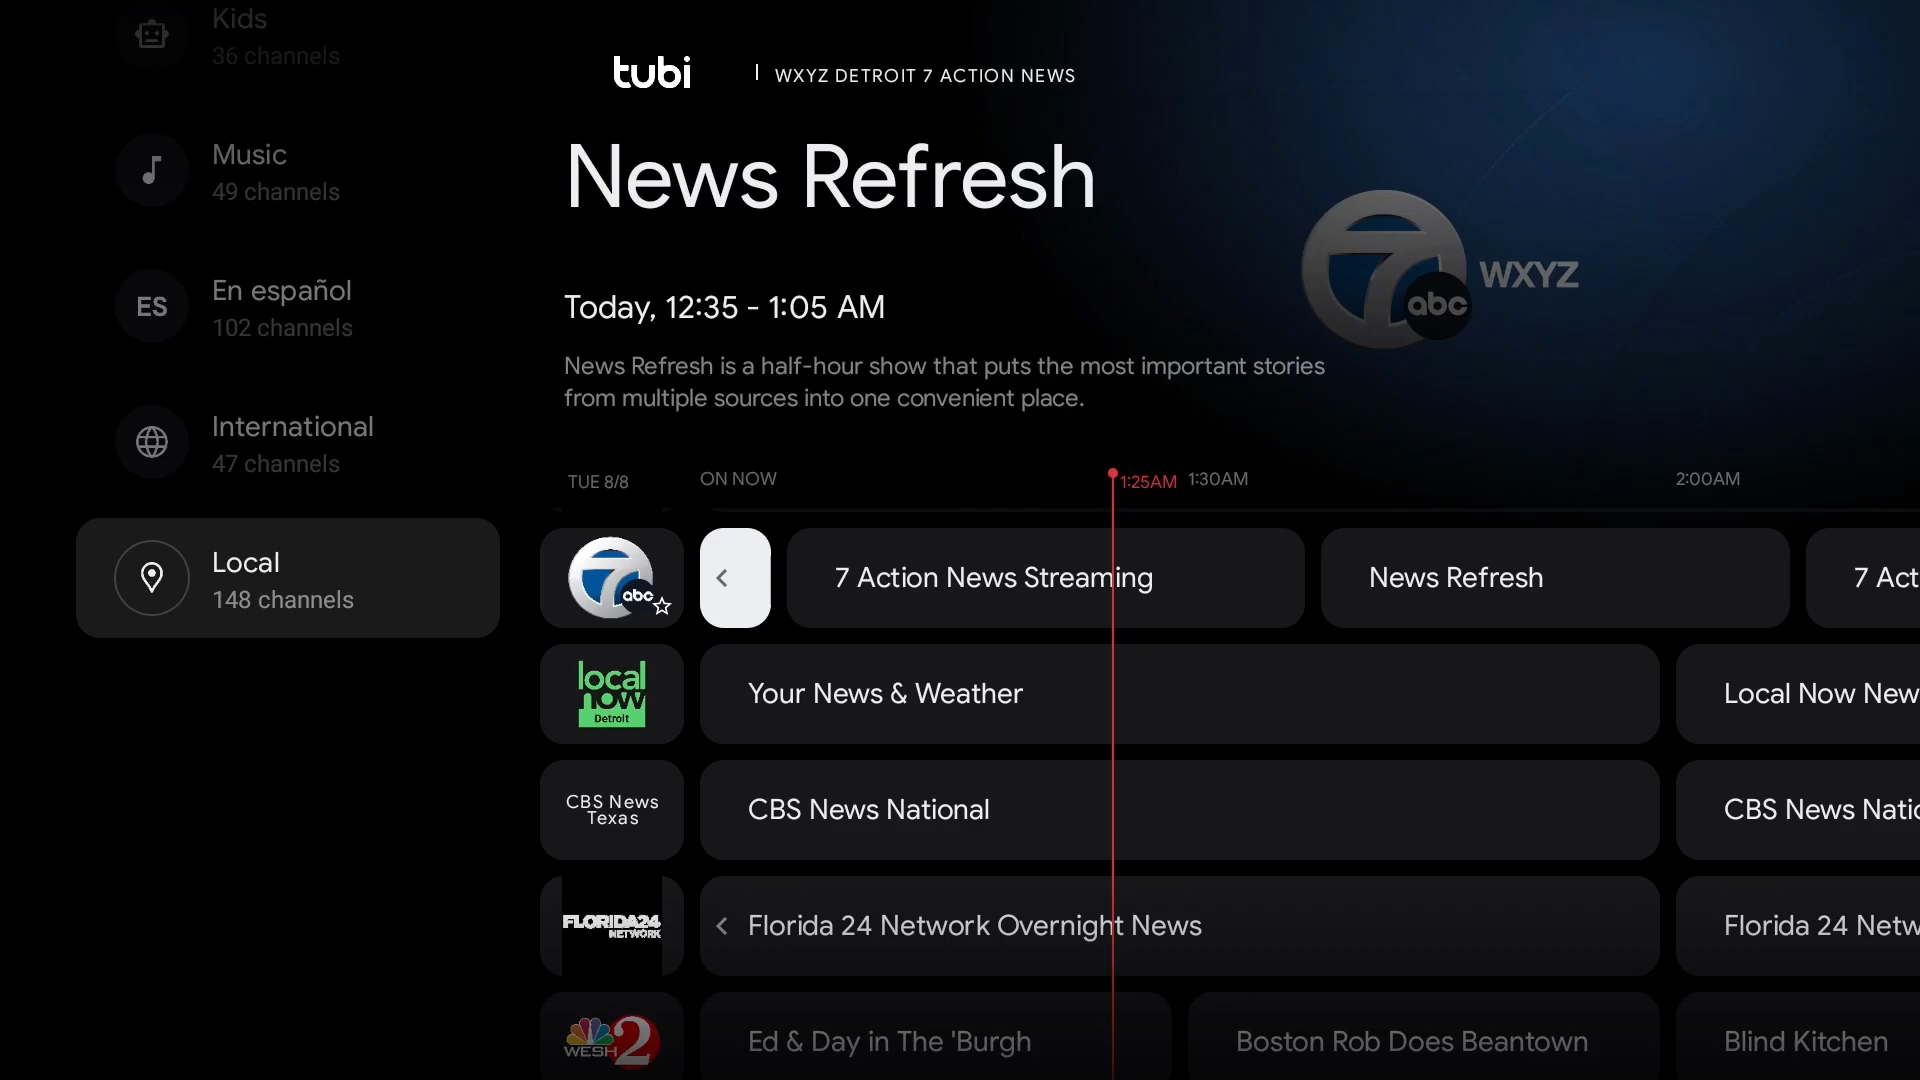 Kids
36 channels
Music
49 channels
ES
En español
102 channels
International
47 channels
Local
148 channels
tubi
WXYZ DETROIT 7 ACTION NEWS
News Refresh
7
abc
WXYZ
Today, 12:35 - 1:05 AM
News Refresh is a half-hour show that puts the most important stories
from multiple sources into one convenient place.
TUE 8/8
ON NOW
1:25AM
1:30AM
2:00AM
7
abc
7 Action News Streaming
News Refresh
7 Act
local
now
Detroit
Your News & Weather
Local Now New
CBS News
Texas
CBS News National
CBS News Natio
FLORIDA24
NETWORK
Florida 24 Network Overnight News
Florida 24 Netw
WESH 2
Ed & Day in The 'Burgh
Boston Rob Does Beantown
Blind Kitchen